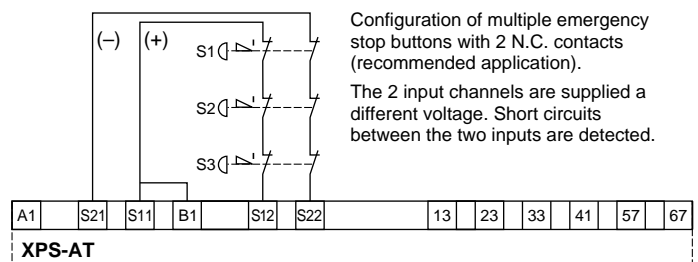 (–) (+)
Configuration of multiple emergency
stop buttons with 2 N.C. contacts
(recommended application).
The 2 input channels are supplied a
different voltage. Short circuits
between the two inputs are detected.
S1
S2
S3
A1 S21 S11 B1 S12 S22 13 23 33 41 57 67
XPS-AT